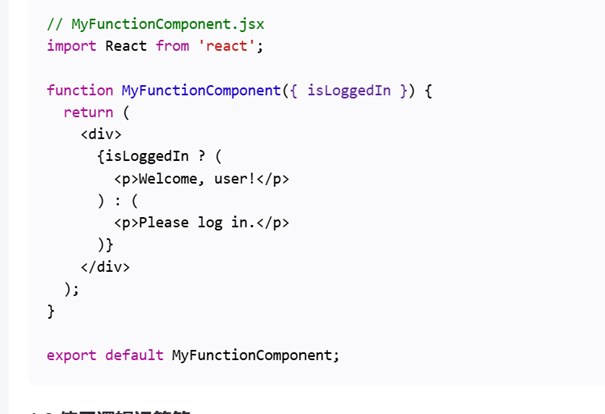 // MyFunctionComponent.jsx
import React from 'react';
function MyFunctionComponent({ isLoggedIn }) {
return (
<div>
{isLoggedIn ? (
<p>Welcome, user!</p>
) : (
<p>Please log in.</p>
)}
</div>
);
}
export default MyFunctionComponent;